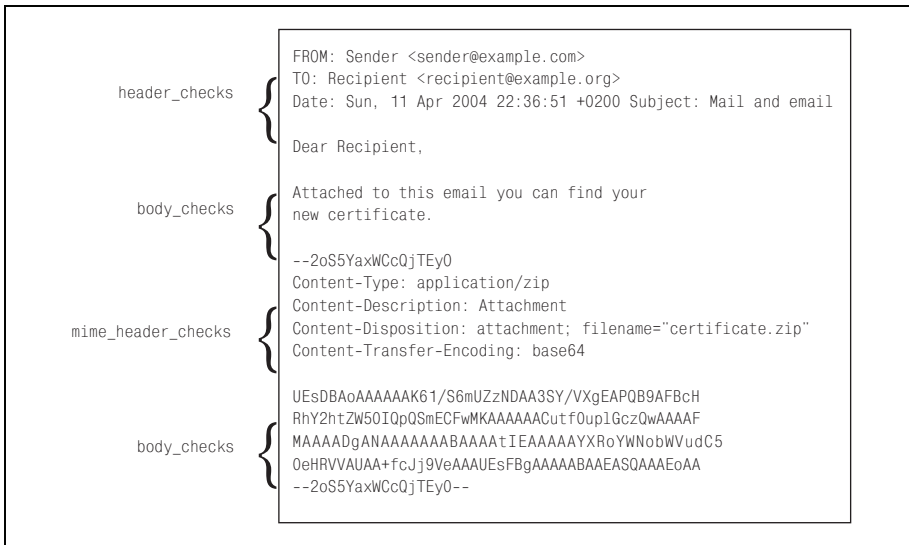 FROM: Sender <sender@example.com>
TO: Recipient <recipient@example.org>
header_checks
Date: Sun, 11 Apr 2004 22:36:51 +0200 Subject: Mail and email
Dear Recipient,
Attached to this email you can find your
body_checks
new certificate.
--2oS5YaxWCcQjTEyO
Content-Type: application/zip
Content-Description: Attachment
Content-Disposition: attachment; filename="certificate.zip"
mime_header_checks
Content-Transfer-Encoding: base64
UEsDBAoAAAAAAK61/S6mUZzNDAA3SY/VXgEAPQB9AFBcH
RhY2htZW50IQpQSmECFwMKAAAAAACutf0uplGczQwAAAAF
MAAAADgANAAAAAAABAAAAtIEAAAAAYXRoYWNobWVudC5
body_checks
0eHRVVAUAA+fcJj9VeAAAUEsFBgAAAAABAAEASQAAAEoAA
--2oS5YaxWCcQjTEyO--